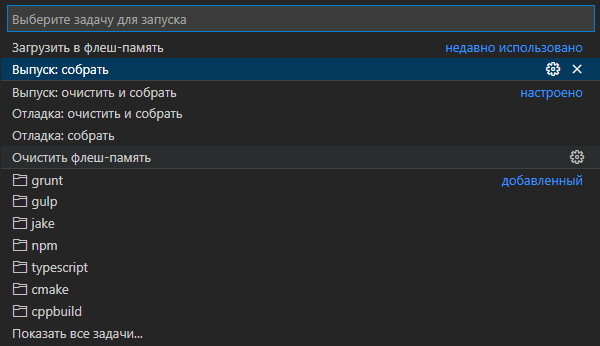 Выберите задачу для запуска
Загрузить в флеш-память недавно использовано
Выпуск: собрать
Выпуск: очистить и собрать настроено
Отладка: очистить и собрать
Отладка: собрать
Очистить флеш-память
grunt добавленный
gulp
jake
npm
typescript
cmake
cppbuild
Показать все задачи...